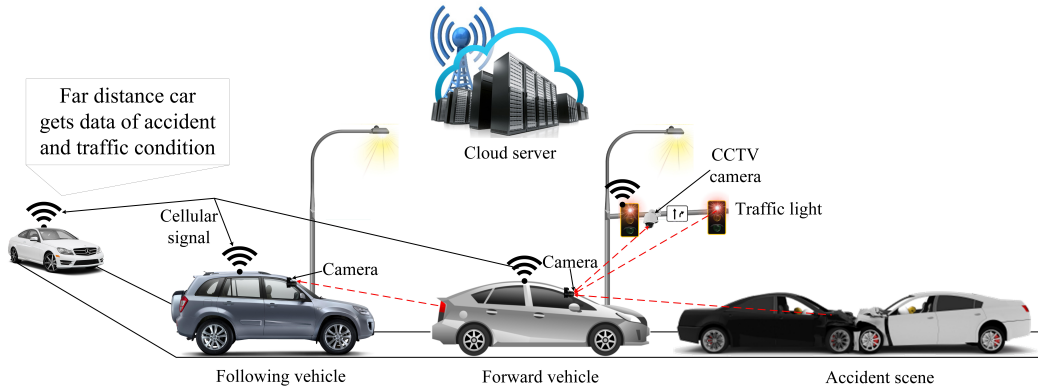 Far distance car
gets data of accident
and traffic condition
Cloud server
CCTV
camera
Traffic light
Cellular
signal
Camera
Camera
Following vehicle
Forward vehicle
Accident scene